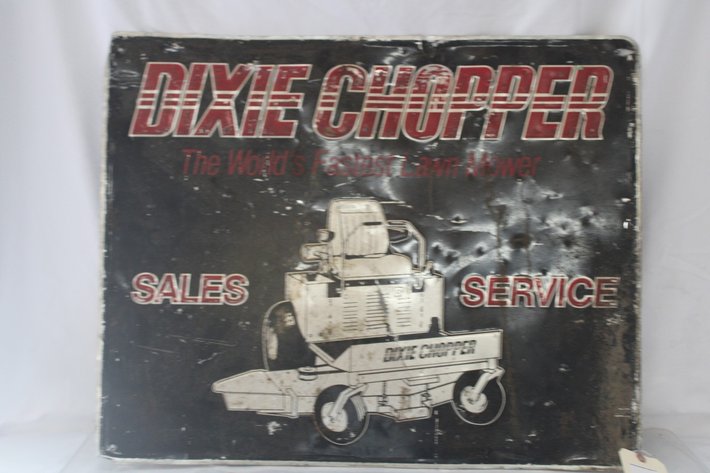 DIXIE CHOPPER
The World's Fastest Lawn Mower
SALES SERVICE
DIXIE CHOPPER